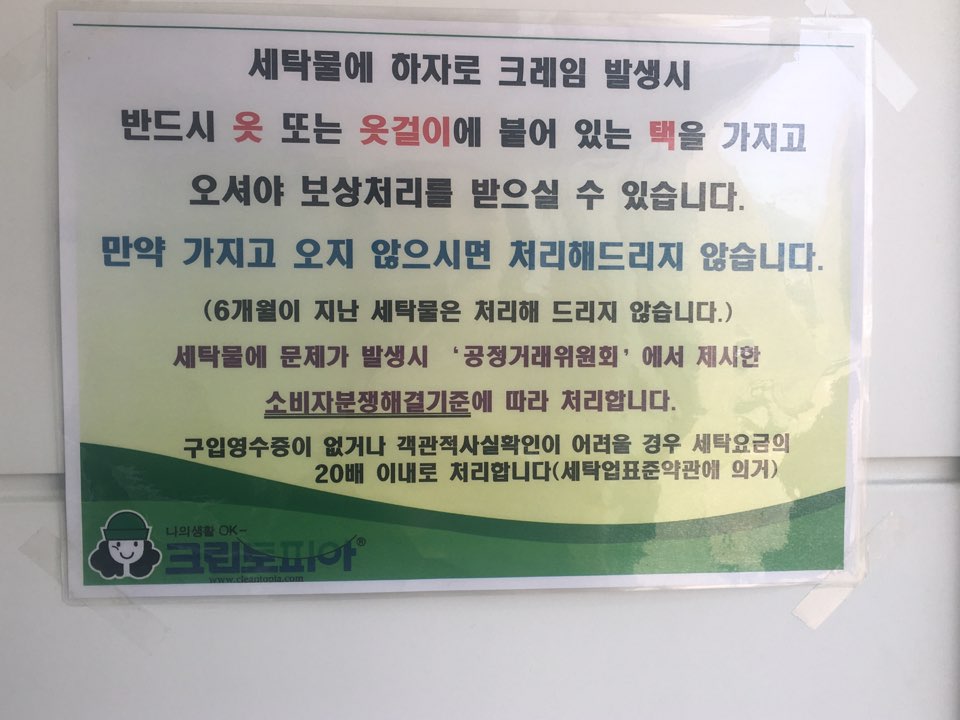 세탁물에 하자로 크레임 발생시
반드시 옷 또는 옷걸이에 붙어 있는 택을 가지고
오셔야 보상처리를 받으실 수 있습니다.
만약 가지고 오지 않으시면 처리해드리지 않습니다.
(6개월이 지난 세탁물은 처리해 드리지 않습니다.)
세탁물에 문제가 발생시 '공정거래위원회'에서 제시한
소비자분쟁해결기준에 따라 처리합니다.
구입영수증이 없거나 객관적사실확인이 어려울 경우 세탁요금의
20배 이내로 처리합니다(세탁업표준약관에 의거)
나의생활 OK~
크린토피아®
www.cleantopia.com